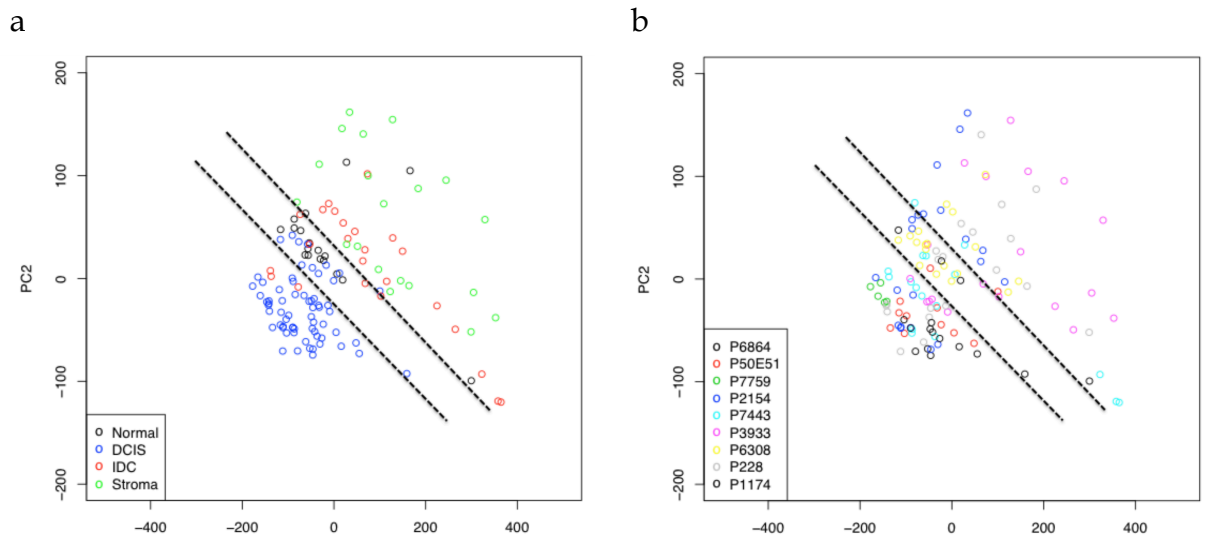 a b
200
100
0
−100
−200
PC2
Normal
DCIS
IDC
Stroma
−400 −200 0 200 400
200
100
0
−100
−200
PC2
P6864
P50E51
P7759
P2154
P7443
P3933
P6308
P228
P1174
−400 −200 0 200 400